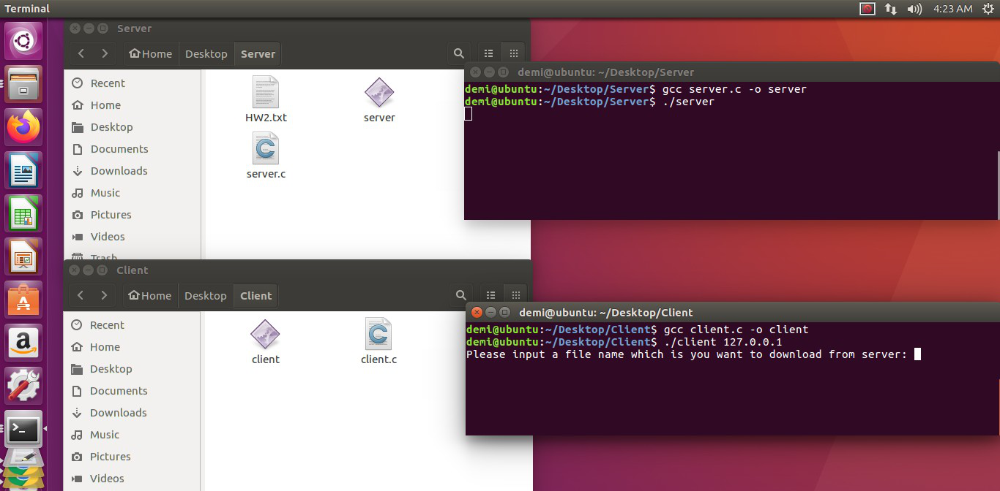 Terminal
4:23 AM
Server
Home Desktop Server
Recent
Home
Desktop
Documents
Downloads
Music
Pictures
Videos
Trash
HW2.txt
server
server.c
demi@ubuntu: ~/Desktop/Server
demi@ubuntu:~/Desktop/Server$ gcc server.c -o server
demi@ubuntu:~/Desktop/Server$ ./server
Client
Home Desktop Client
Recent
Home
Desktop
Documents
Downloads
Music
Pictures
Videos
client
client.c
demi@ubuntu: ~/Desktop/Client
demi@ubuntu:~/Desktop/Client$ gcc client.c -o client
demi@ubuntu:~/Desktop/Client$ ./client 127.0.0.1
Please input a file name which is you want to download from server: